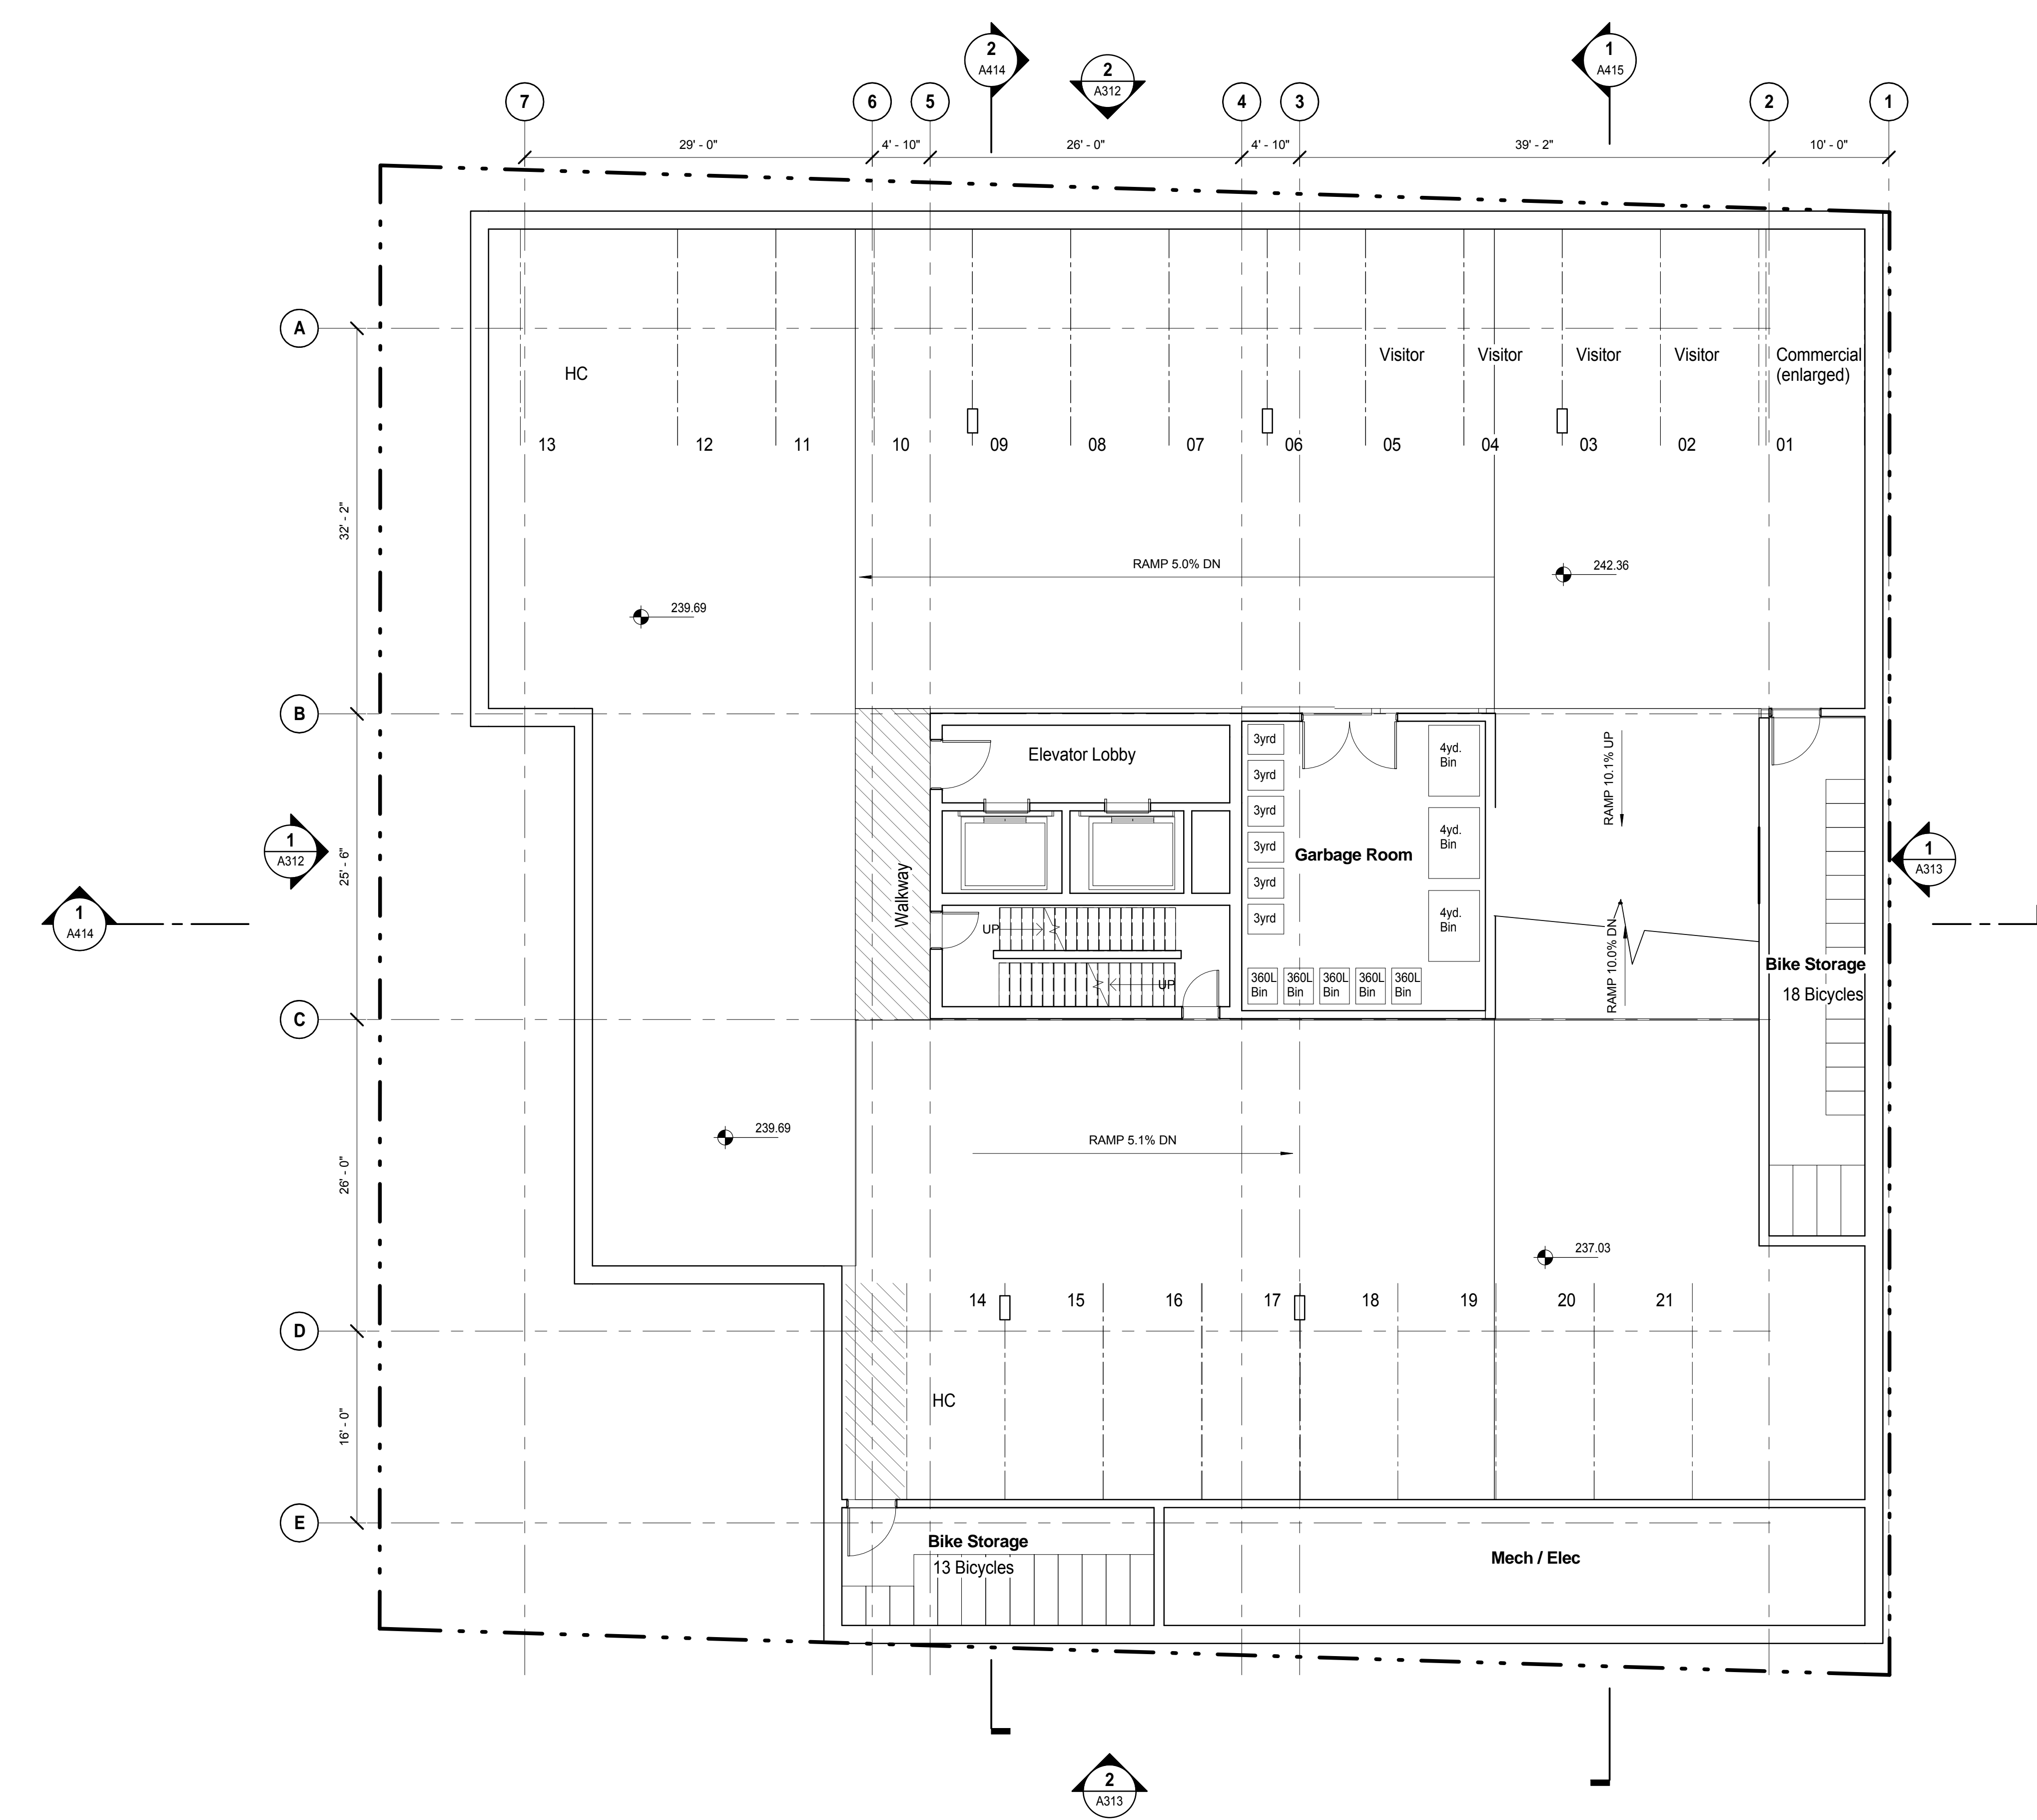 2
A414
2
A312
1
A415
7
6
5
4
3
2
1
29' - 0"
4' - 10"
26' - 0"
4' - 10"
39' - 2"
10' - 0"
A
HC
Visitor
Visitor
Visitor
Visitor
Commercial
(enlarged)
13
12
11
10
09
08
07
06
05
04
03
02
01
32' - 2"
RAMP 5.0% DN
242.36
239.69
B
Elevator Lobby
3yrd
3yrd
3yrd
3yrd
3yrd
3yrd
4yd.
Bin
4yd.
Bin
4yd.
Bin
RAMP 10.1% UP
1
A312
25' - 6"
Walkway
Garbage Room
1
A313
1
A414
UP
UP
RAMP 10.0% DN
Bike Storage
18 Bicycles
360L
Bin
360L
Bin
360L
Bin
360L
Bin
360L
Bin
C
239.69
RAMP 5.1% DN
26' - 0"
237.03
14
15
16
17
18
19
20
21
D
HC
16' - 0"
E
Bike Storage
13 Bicycles
Mech / Elec
2
A313